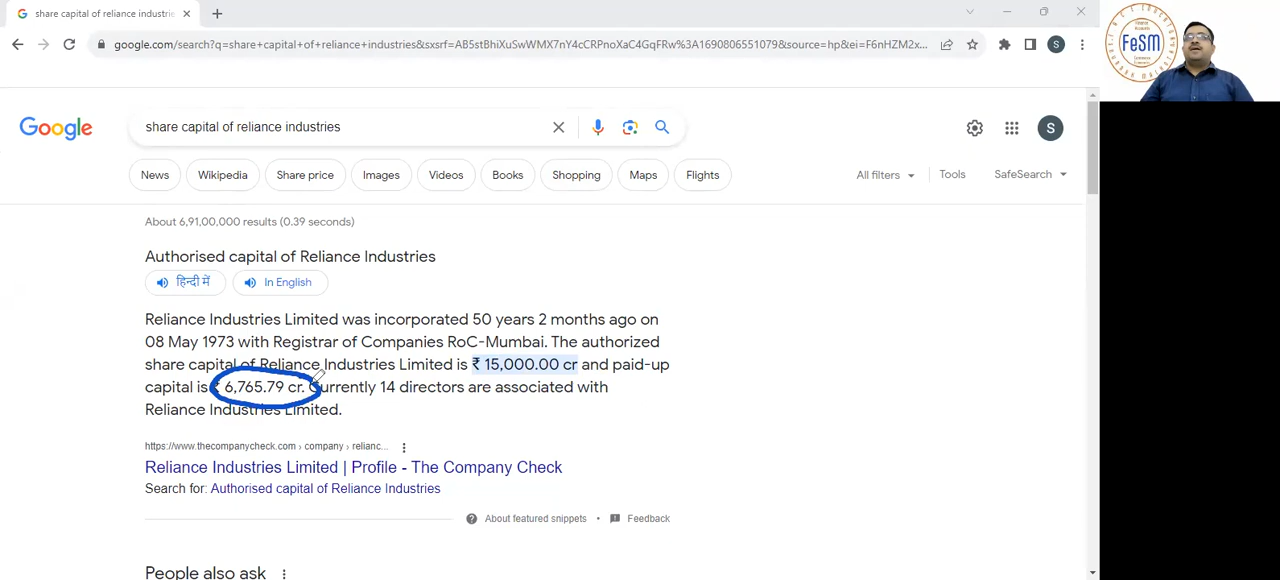 share capital of reliance industrie
google.com/search?q=share+capital+of+reliance+industries&bxsrf=AB5stBhiXuSwWMX7nY4cCRPnoXaC4GqFRw%3A1690806551079&source=hp&ei=F6nHZM2x...
S
FeSM
Google
share capital of reliance industries
S
News
Wikipedia
Share price
Images
Videos
Books
Shopping
Maps
Flights
All filters
Tools
SafeSearch
About 6,91,00,000 results (0.39 seconds)
Authorised capital of Reliance Industries
हिन्दी में
In English
Reliance Industries Limited was incorporated 50 years 2 months ago on
08 May 1973 with Registrar of Companies RoC-Mumbai. The authorized
share capital of Reliance Industries Limited is ₹ 15,000.00 cr and paid-up
capital is ₹ 6,765.79 cr. Currently 14 directors are associated with
Reliance Industries Limited.
https://www.thecompanycheck.com › company › relianc...
Reliance Industries Limited | Profile - The Company Check
Search for: Authorised capital of Reliance Industries
About featured snippets • Feedback
People also ask